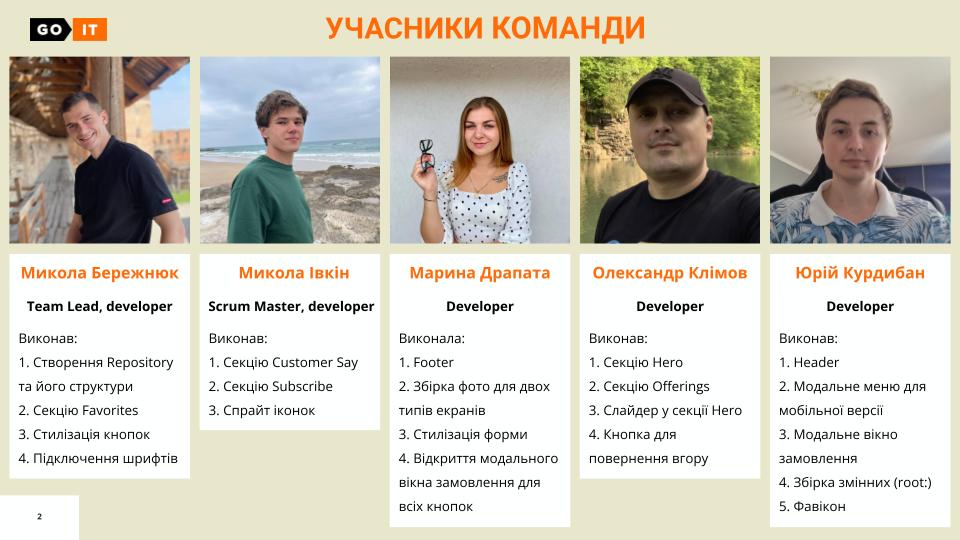 GO IT
УЧАСНИКИ КОМАНДИ
Микола Бережнюк
Team Lead, developer
Виконав:
1. Створення Repository
та його структури
2. Секцію Favorites
3. Стилізація кнопок
4. Підключення шрифтів
Микола Івкін
Scrum Master, developer
Виконав:
1. Секцію Customer Say
2. Секцію Subscribe
3. Спрайт іконок
Марина Драпата
Developer
Виконала:
1. Footer
2. Збірка фото для двох
типів екранів
3. Стилізація форми
4. Відкриття модального
вікна замовлення для
всіх кнопок
Олександр Клімов
Developer
Виконав:
1. Секцію Hero
2. Секцію Offerings
3. Слайдер у секції Hero
4. Кнопка для
повернення вгору
Юрій Курдибан
Developer
Виконав:
1. Header
2. Модальне меню для
мобільної версії
3. Модальне вікно
замовлення
4. Збірка змінних (root:)
5. Фавікон
2